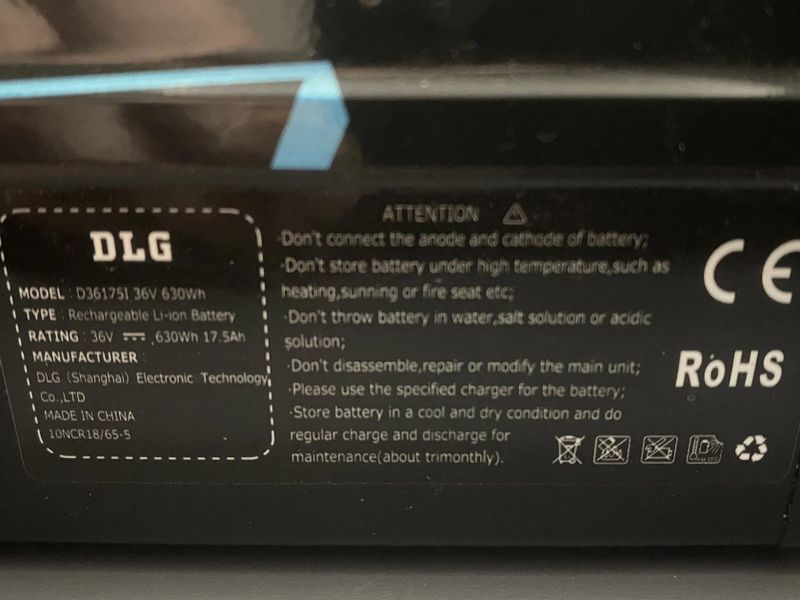 DLG
MODEL : D36175I 36V 630Wh
TYPE : Rechargeable Li-ion Battery
RATING : 36V ⎓ ,630Wh 17.5Ah
MANUFACTURER :
DLG (Shanghai) Electronic Technology
Co.,LTD
MADE IN CHINA
10NCR18/65-5
ATTENTION
·Don't connect the anode and cathode of battery;
·Don't store battery under high temperature,such as
heating,sunning or fire seat etc;
·Don't throw battery in water,salt solution or acidic
solution;
·Don't disassemble,repair or modify the main unit;
·Please use the specified charger for the battery;
·Store battery in a cool and dry condition and do
regular charge and discharge for
maintenance(about trimonthly).
CE
RoHS